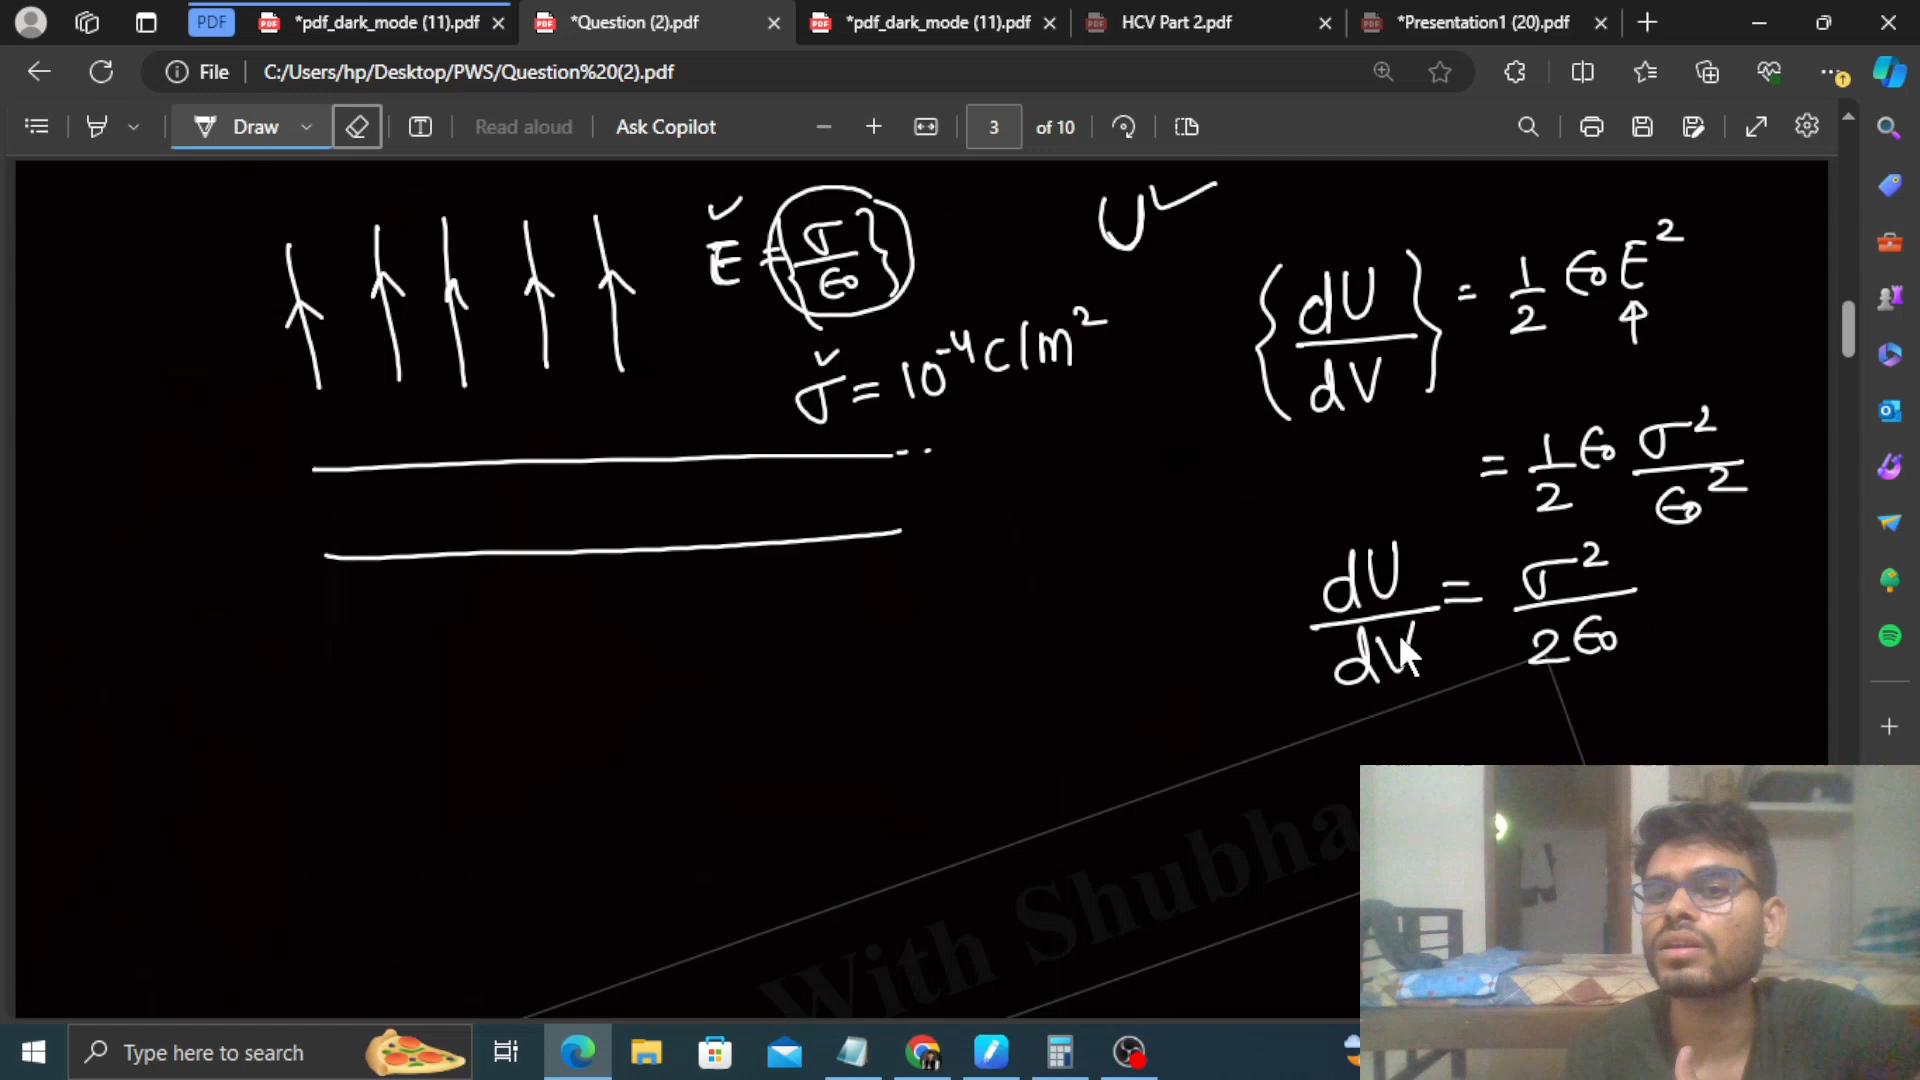 PDF
*pdf_dark_mode (11).pdf
*Question (2).pdf
*pdf_dark_mode (11).pdf
HCV Part 2.pdf
*Presentation1 (20).pdf
File
C:/Users/hp/Desktop/PWS/Question%20(2).pdf
Draw
Read aloud
Ask Copilot
3
of 10
E = σ/ϵ₀
U
{dU/dV} = 1/2 ϵ₀E²
σ = 10⁻⁴ C/m²
= 1/2 ϵ₀ σ²/ϵ₀²
dU/dV = σ²/2ϵ₀
With Shubha
Type here to search